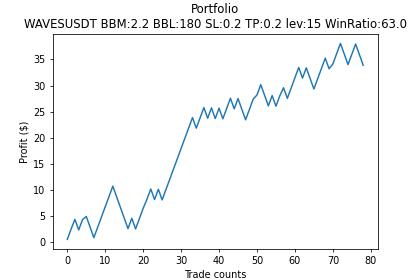 Portfolio
WAVESUSDT BBM:2.2 BBL:180 SL:0.2 TP:0.2 lev:15 WinRatio:63.0
Profit ($)
35
30
25
20
15
10
5
0
0 10 20 30 40 50 60 70 80
Trade counts